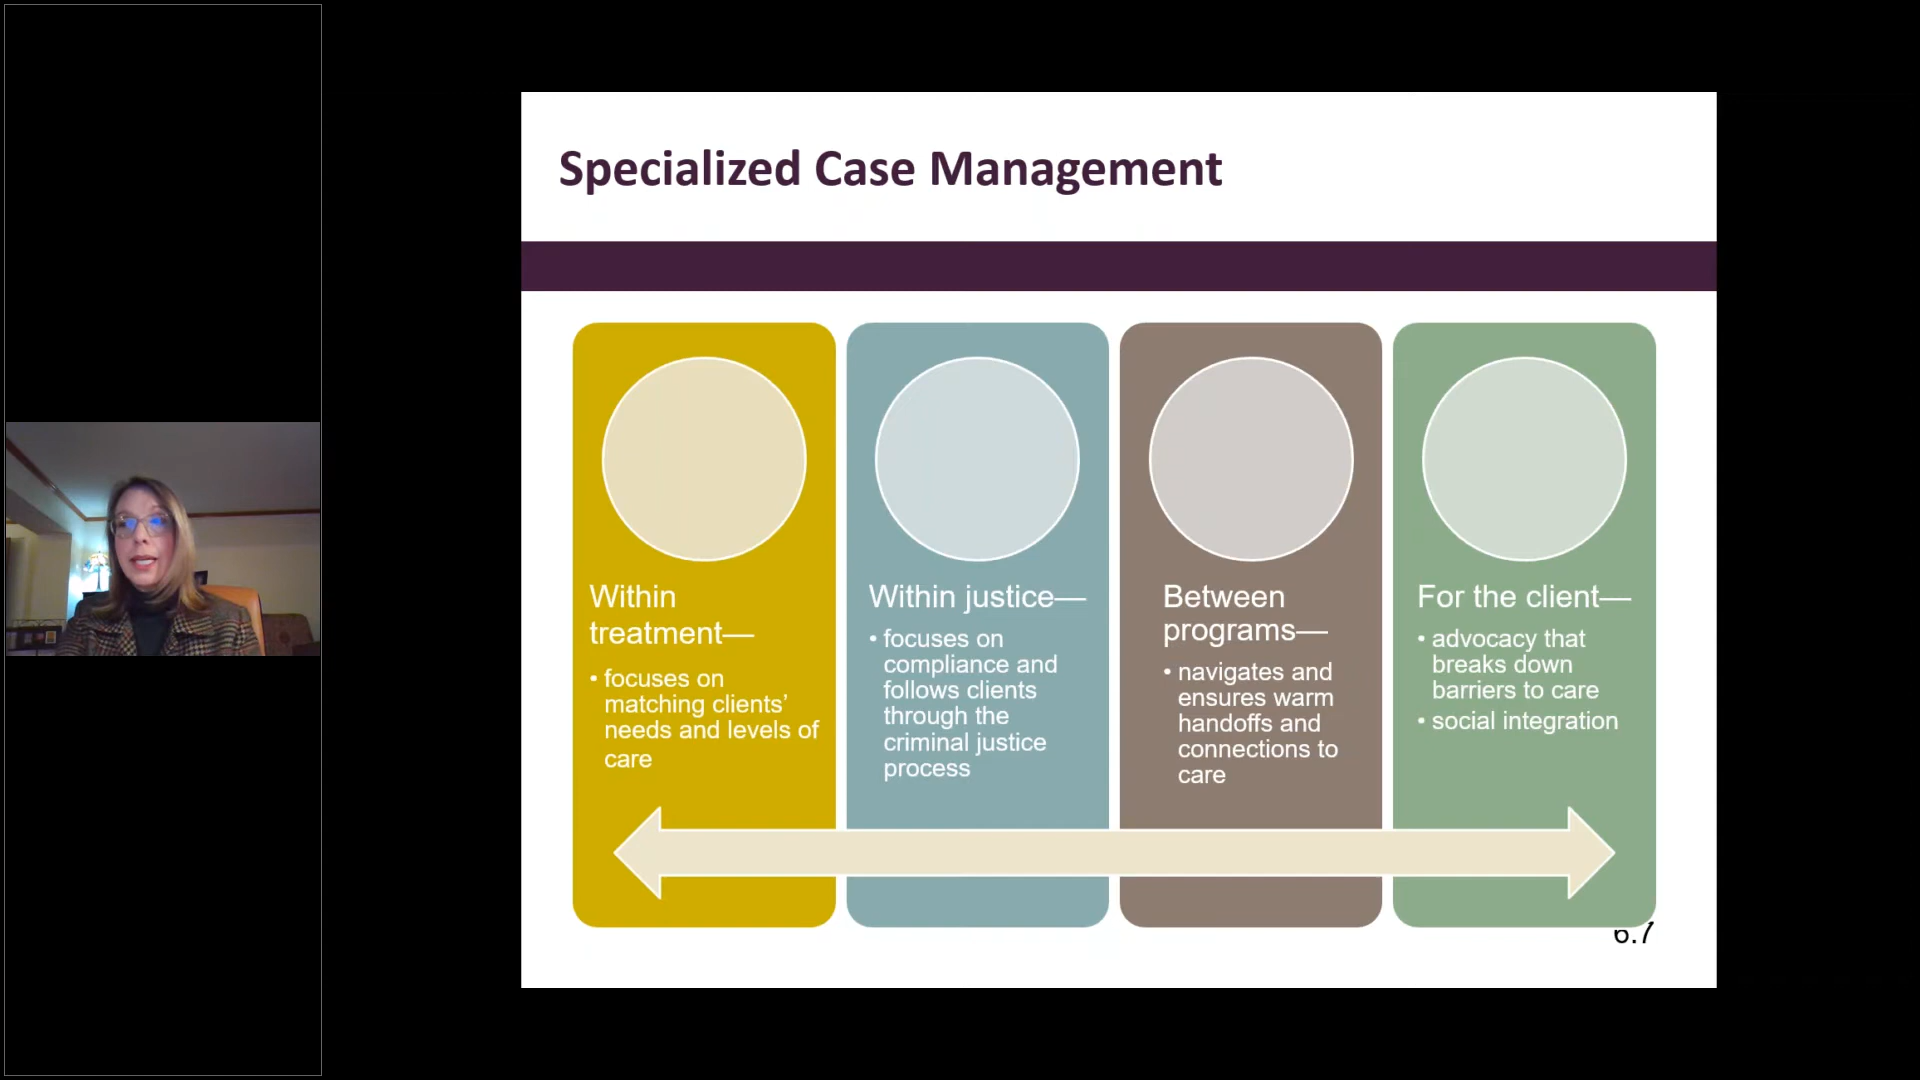 Specialized Case Management
Within
treatment—
• focuses on
matching clients’
needs and levels of
care
Within justice—
• focuses on
compliance and
follows clients
through the
criminal justice
process
Between
programs—
• navigates and
ensures warm
handoffs and
connections to
care
For the client—
• advocacy that
breaks down
barriers to care
• social integration
6.7